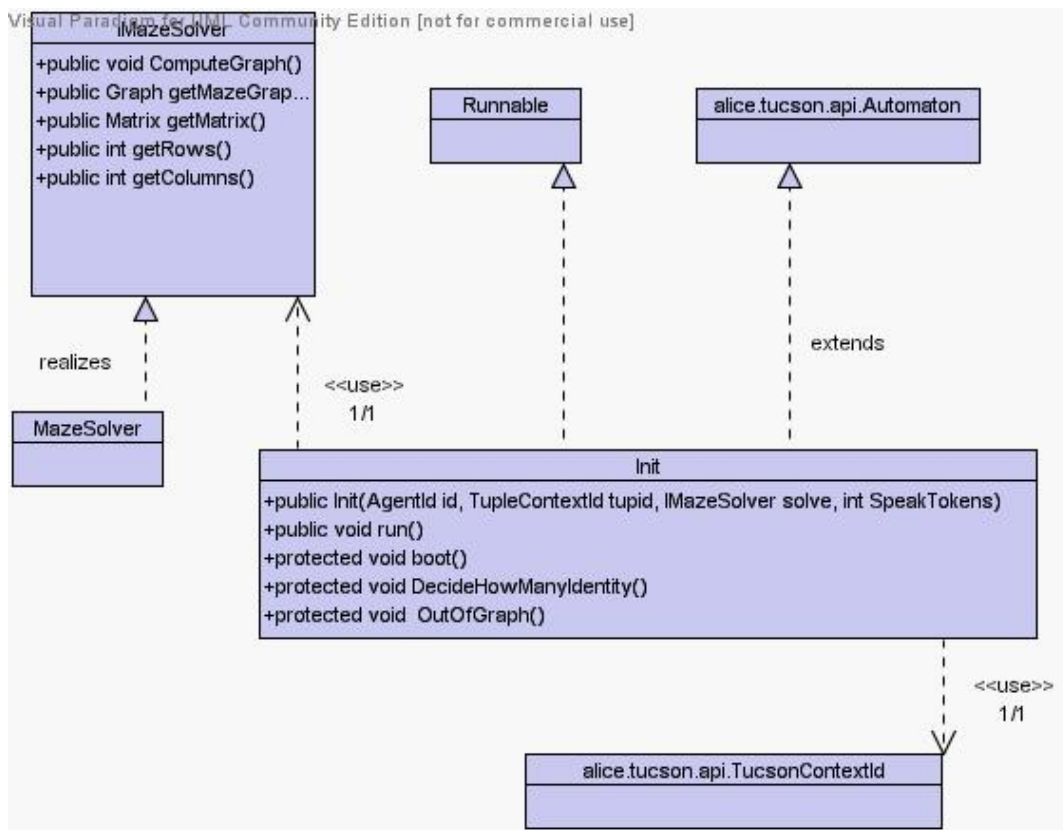 Visual Paradigm for UML Community Edition [not for commercial use]
IMazeSolver
+public void ComputeGraph()
+public Graph getMazeGrap...
+public Matrix getMatrix()
+public int getRows()
+public int getColumns()
Runnable
alice.tucson.api.Automaton
realizes
<<use>>
1/1
extends
MazeSolver
Init
+public Init(AgentId id, TupleContextId tupid, IMazeSolver solve, int SpeakTokens)
+public void run()
+protected void boot()
+protected void DecideHowManyIdentity()
+protected void OutOfGraph()
<<use>>
1/1
alice.tucson.api.TucsonContextId